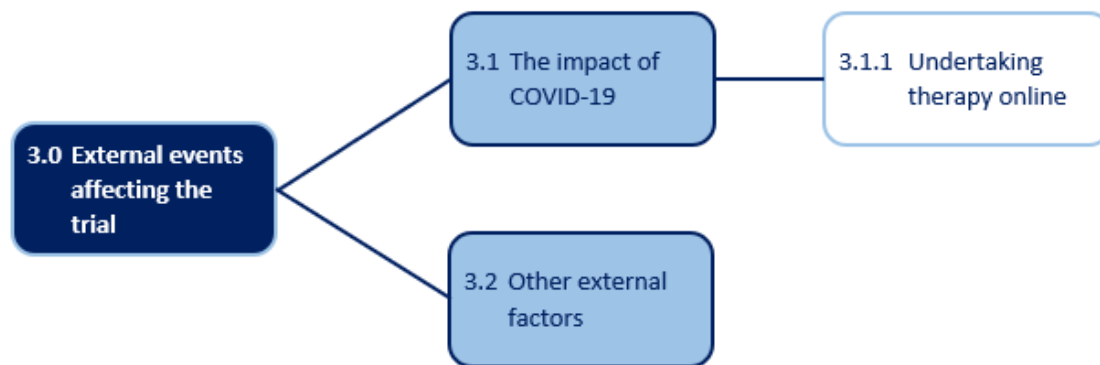 3.0 External events
affecting the
trial
3.1 The impact of
COVID-19
3.1.1 Undertaking
therapy online
3.2 Other external
factors